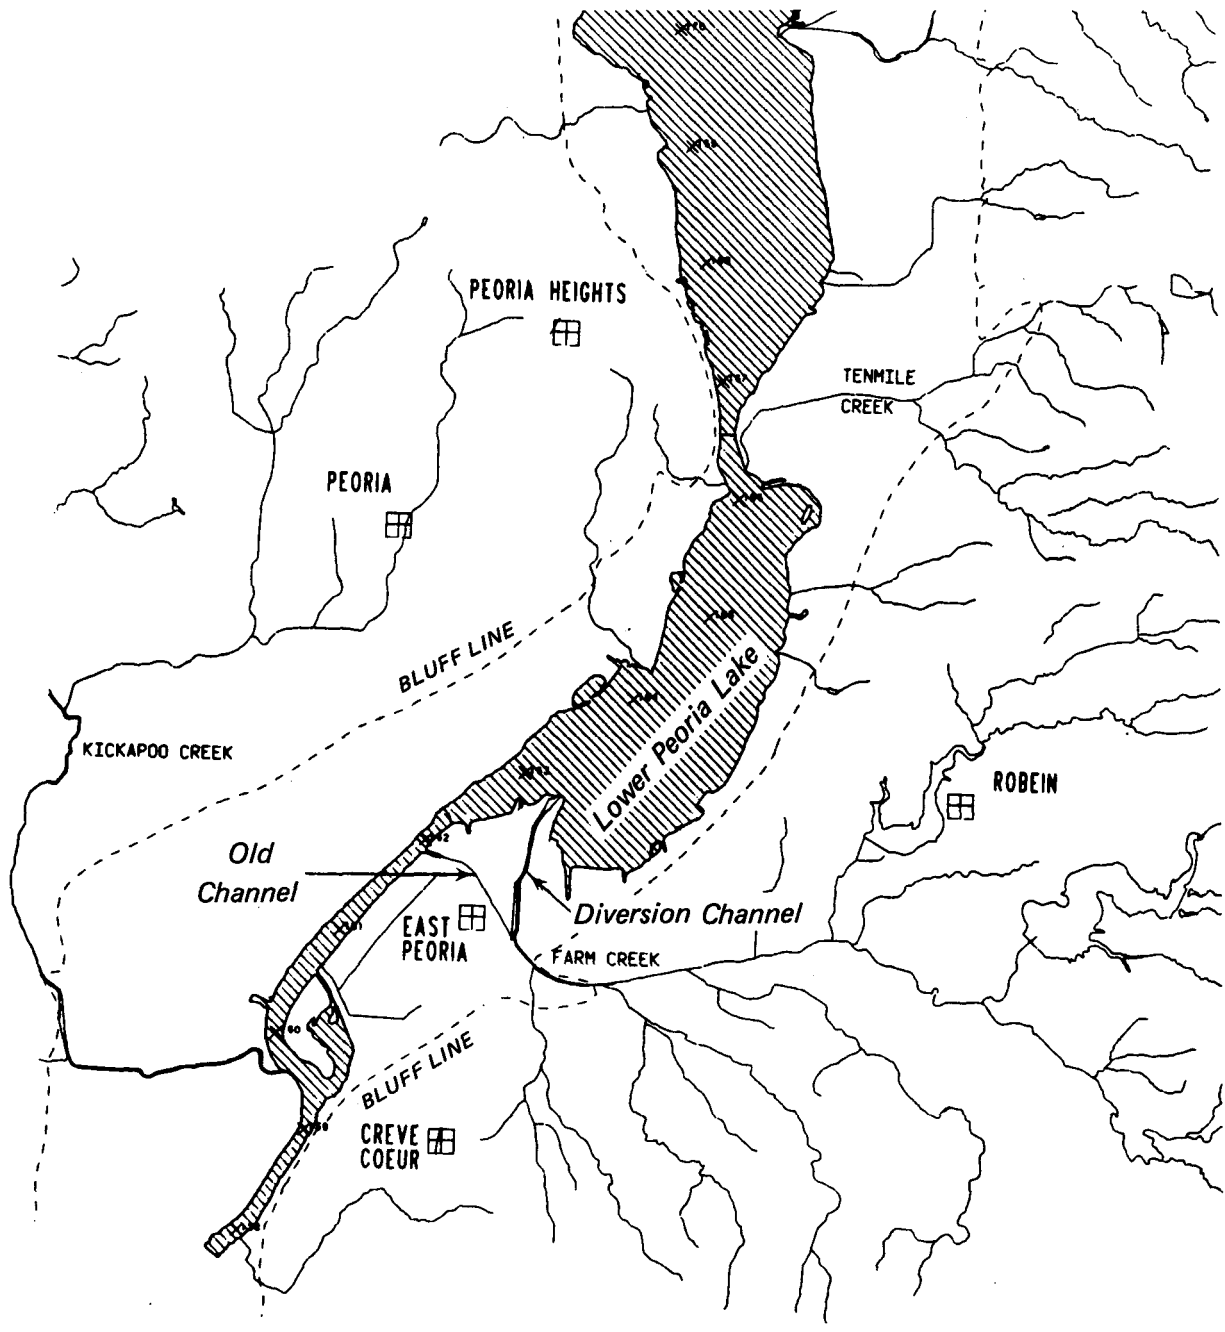 PEORIA HEIGHTS
TENMILE
CREEK
PEORIA
BLUFF LINE
Lower Peoria Lake
KICKAPOO CREEK
ROBEIN
Old
Channel
Diversion Channel
EAST
PEORIA
FARM CREEK
BLUFF LINE
CREVE
COEUR